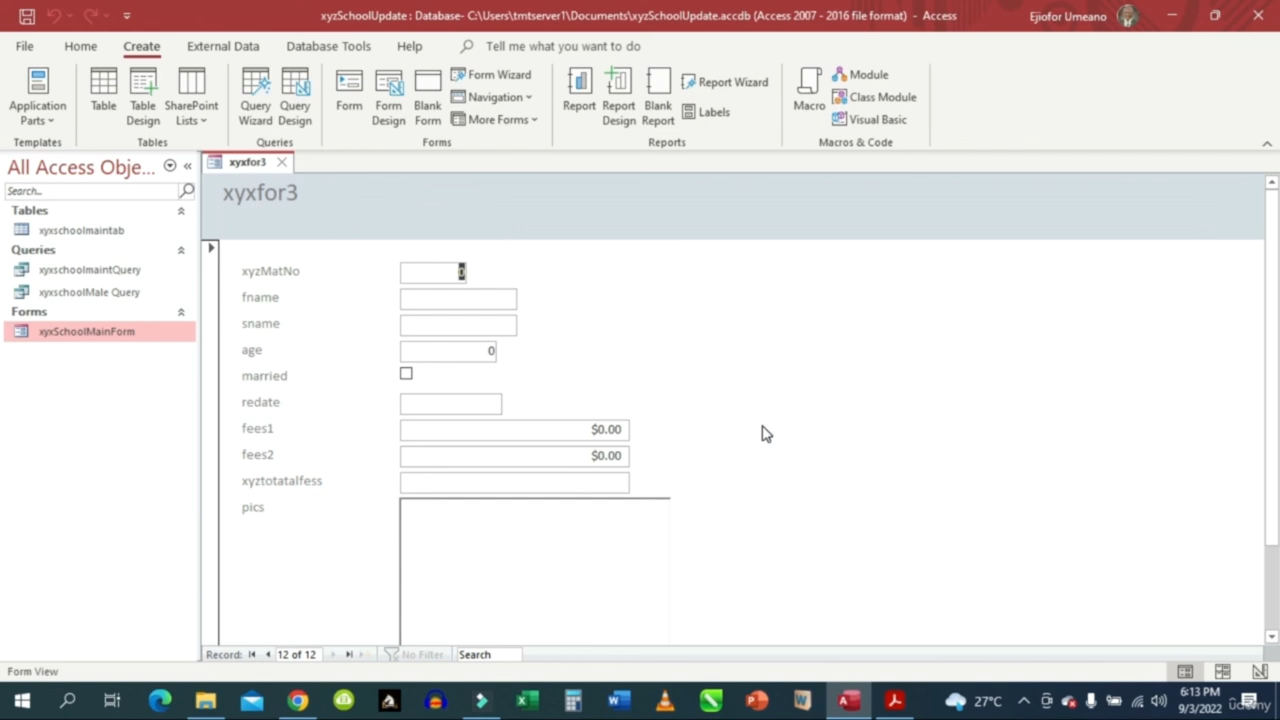 xyzSchoolUpdate : Database- C:\Users\tmtserver1\Documents\xyzSchoolUpdate.accdb (Access 2007 - 2016 file format) - Access
Ejiofor Umeano
File Home Create External Data Database Tools Help Tell me what you want to do
Application Parts
Table
Table Design
SharePoint Lists
Query Wizard
Query Design
Form
Form Design
Blank Form
Form Wizard
Navigation
More Forms
Report
Report Design
Blank Report
Report Wizard
Labels
Macro
Module
Class Module
Visual Basic
Templates Tables Queries Forms Reports Macros & Code
All Access Obje...
Search...
Tables
xyxschoolmaintab
Queries
xyxschoolmaintQuery
xyxschoolMale Query
Forms
xyxSchoolMainForm
xyxfor3
xyxfor3
xyzMatNo 0
fname
sname
age 0
married
redate
fees1 $0.00
fees2 $0.00
xyztotatalfess
pics
Record: 12 of 12 No Filter Search
Form View
27°C
6:13 PM
9/3/2022
udemy